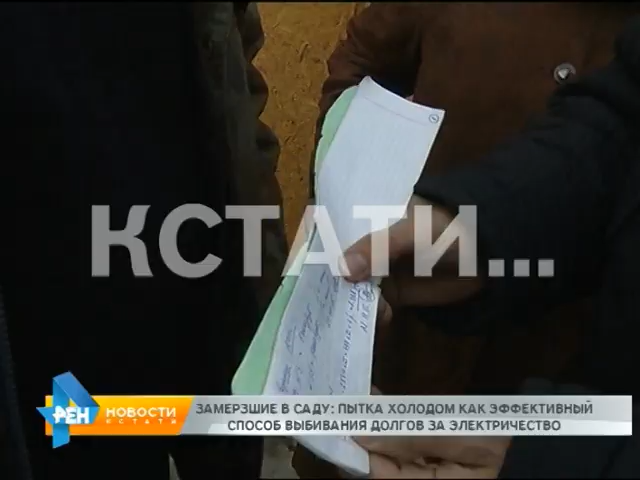 КСТАТИ...
РЕН
НОВОСТИ
КСТАТИ
ЗАМЕРЗШИЕ В САДУ: ПЫТКА ХОЛОДОМ КАК ЭФФЕКТИВНЫЙ
СПОСОБ ВЫБИВАНИЯ ДОЛГОВ ЗА ЭЛЕКТРИЧЕСТВО